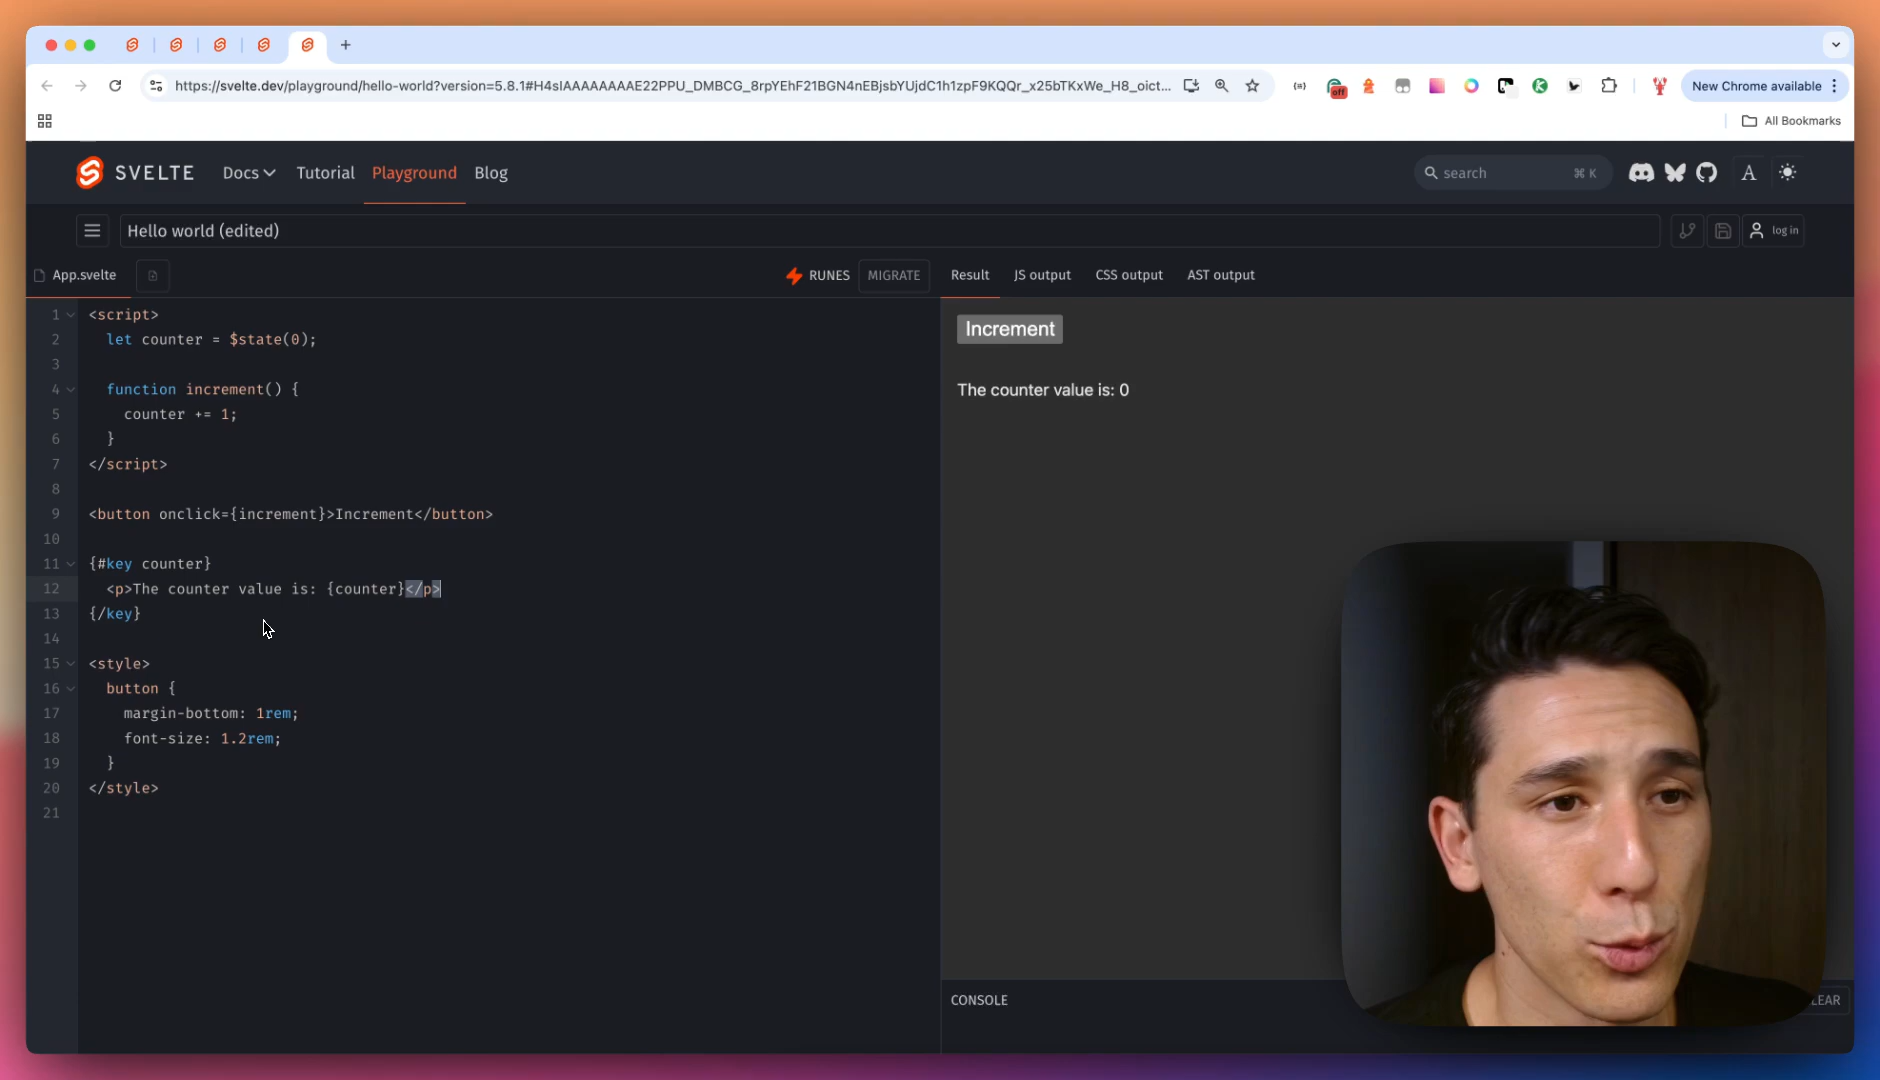 https://svelte.dev/playground/hello-world?version=5.8.1#H4sIAAAAAAAAE22PPU_DMBCG_8rpYEhF21BGN4nEBjsbYUjdC1h1zpF9KQQr_x25bTKxWe_H8_oict...
off
New Chrome available
All Bookmarks
SVELTE
Docs
Tutorial
Playground
Blog
search
⌘ K
A
Hello world (edited)
log in
App.svelte
RUNES
MIGRATE
Result
JS output
CSS output
AST output
1 <script>
2 let counter = $state(0);
3
4 function increment() {
5 counter += 1;
6 }
7 </script>
8
9 <button onclick={increment}>Increment</button>
10
11 {#key counter}
12 <p>The counter value is: {counter}</p>
13 {/key}
14
15 <style>
16 button {
17 margin-bottom: 1rem;
18 font-size: 1.2rem;
19 }
20 </style>
21
Increment
The counter value is: 0
CONSOLE
LEAR